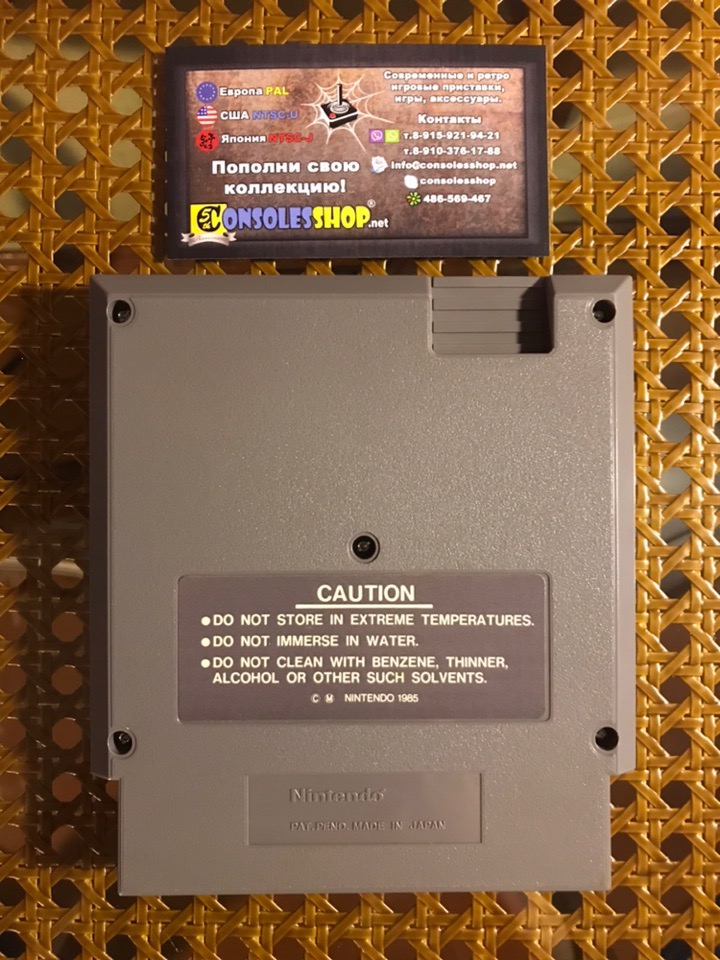 Европа PAL
США NTSC-U
Япония NTSC-J
Пополни свою
коллекцию!
CONSOLESSHOP.net
®
Современные и ретро
игровые приставки,
игры, аксессуары.
Контакты
т.8-915-921-94-21
т.8-910-376-17-88
info@consolesshop.net
consolesshop
486-569-467
CAUTION
●DO NOT STORE IN EXTREME TEMPERATURES.
●DO NOT IMMERSE IN WATER.
●DO NOT CLEAN WITH BENZENE, THINNER,
ALCOHOL OR OTHER SUCH SOLVENTS.
© Ⓜ NINTENDO 1985
Nintendo®
PAT. PEND. MADE IN JAPAN